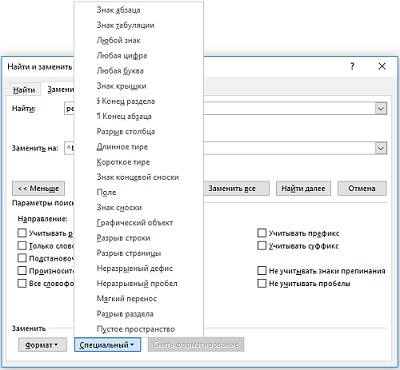 Знак абзаца
Знак табуляции
Любой знак
Любая цифра
Любая буква
Знак крышки
§ Конец раздела
¶ Конец абзаца
Разрыв столбца
Длинное тире
Короткое тире
Знак концевой сноски
Поле
Знак сноски
Графический объект
Разрыв строки
Разрыв страницы
Неразрывный дефис
Неразрывный пробел
Мягкий перенос
Разрыв раздела
Пустое пространство
Найти и заменить
? ×
Найти Замени
Найти: ре
Заменить на: ^t
<< Меньше Заменить все Найти далее Отмена
Параметры поиск
Направление:
Учитывать р Учитывать префикс
Только слово Учитывать суффикс
Подстановоч
Произносите Не учитывать знаки препинания
Все словофо Не учитывать пробелы
Заменить
Формат Специальный Снять форматирование